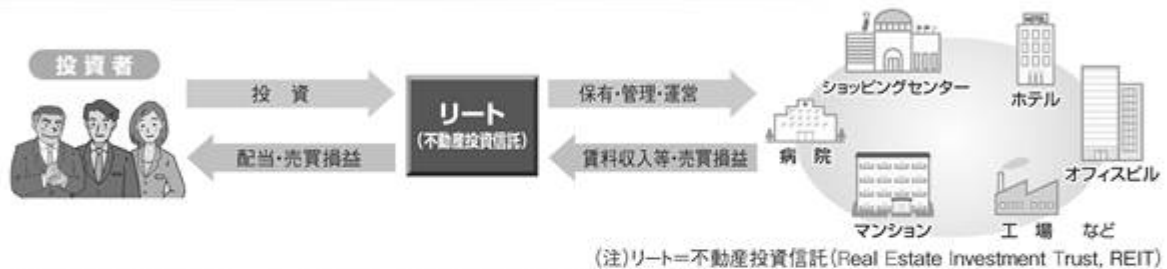 投資者
投 資
配当・売買損益
リート
(不動産投資信託)
保有・管理・運営
賃料収入等・売買損益
ショッピングセンター
ホテル
病 院
オフィスビル
マンション
工 場 など
(注)リート=不動産投資信託(Real Estate Investment Trust, REIT)